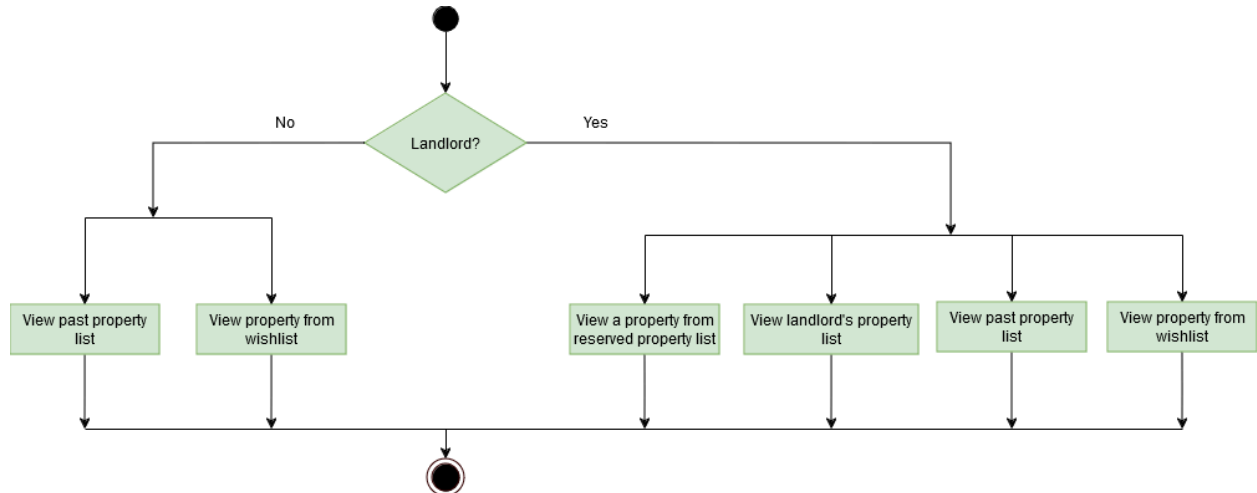 No
Yes
Landlord?
View past property
list
View property from
wishlist
View a property from
reserved property list
View landlord's property
list
View past property
list
View property from
wishlist